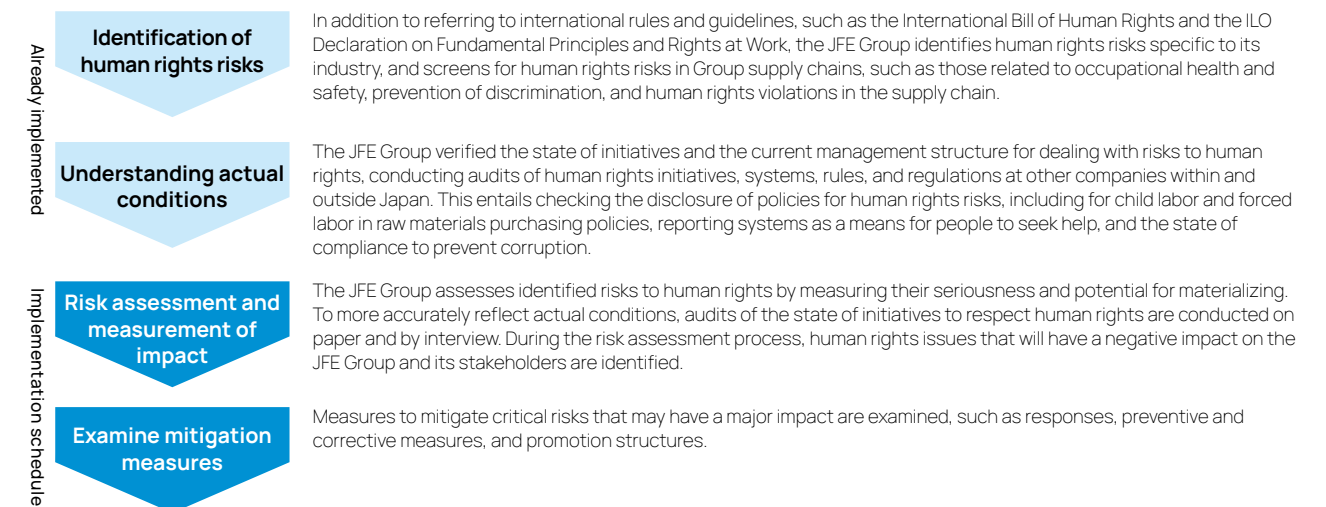 Already implemented
Identification of
human rights risks
In addition to referring to international rules and guidelines, such as the International Bill of Human Rights and the ILO
Declaration on Fundamental Principles and Rights at Work, the JFE Group identifies human rights risks specific to its
industry, and screens for human rights risks in Group supply chains, such as those related to occupational health and
safety, prevention of discrimination, and human rights violations in the supply chain.
Understanding actual
conditions
The JFE Group verified the state of initiatives and the current management structure for dealing with risks to human
rights, conducting audits of human rights initiatives, systems, rules, and regulations at other companies within and
outside Japan. This entails checking the disclosure of policies for human rights risks, including for child labor and forced
labor in raw materials purchasing policies, reporting systems as a means for people to seek help, and the state of
compliance to prevent corruption.
Implementation schedule
Risk assessment and
measurement of
impact
The JFE Group assesses identified risks to human rights by measuring their seriousness and potential for materializing.
To more accurately reflect actual conditions, audits of the state of initiatives to respect human rights are conducted on
paper and by interview. During the risk assessment process, human rights issues that will have a negative impact on the
JFE Group and its stakeholders are identified.
Examine mitigation
measures
Measures to mitigate critical risks that may have a major impact are examined, such as responses, preventive and
corrective measures, and promotion structures.